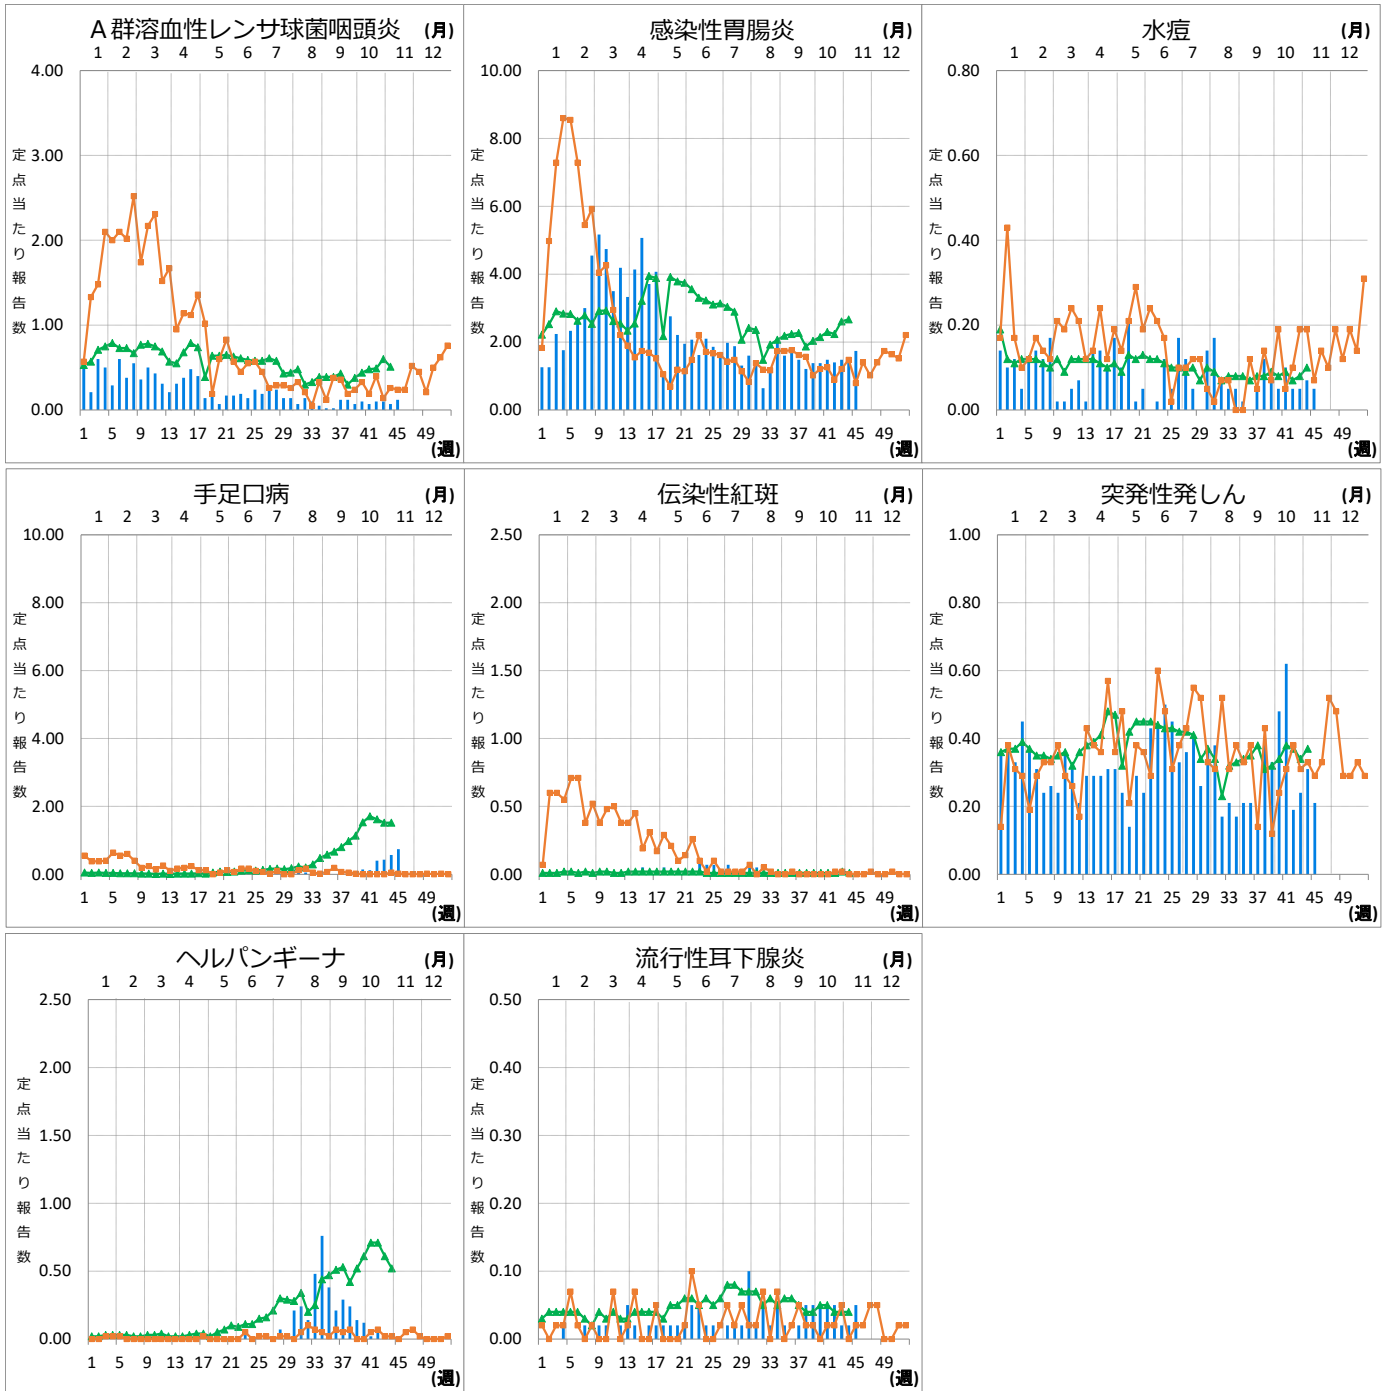 A群溶血性レンサ球菌咽頭炎 (月)
1 2 3 4 5 6 7 8 9 10 11 12
4.00
3.00
2.00
1.00
0.00
定点当たり報告数
1 5 9 13 17 21 25 29 33 37 41 45 49
(週)
感染性胃腸炎 (月)
1 2 3 4 5 6 7 8 9 10 11 12
10.00
8.00
6.00
4.00
2.00
0.00
定点当たり報告数
1 5 9 13 17 21 25 29 33 37 41 45 49
(週)
水痘 (月)
1 2 3 4 5 6 7 8 9 10 11 12
0.80
0.60
0.40
0.20
0.00
定点当たり報告数
1 5 9 13 17 21 25 29 33 37 41 45 49
(週)
手足口病 (月)
1 2 3 4 5 6 7 8 9 10 11 12
10.00
8.00
6.00
4.00
2.00
0.00
定点当たり報告数
1 5 9 13 17 21 25 29 33 37 41 45 49
(週)
伝染性紅斑 (月)
1 2 3 4 5 6 7 8 9 10 11 12
2.50
2.00
1.50
1.00
0.50
0.00
定点当たり報告数
1 5 9 13 17 21 25 29 33 37 41 45 49
(週)
突発性発しん (月)
1 2 3 4 5 6 7 8 9 10 11 12
1.00
0.80
0.60
0.40
0.20
0.00
定点当たり報告数
1 5 9 13 17 21 25 29 33 37 41 45 49
(週)
ヘルパンギーナ (月)
1 2 3 4 5 6 7 8 9 10 11 12
2.50
2.00
1.50
1.00
0.50
0.00
定点当たり報告数
1 5 9 13 17 21 25 29 33 37 41 45 49
(週)
流行性耳下腺炎 (月)
1 2 3 4 5 6 7 8 9 10 11 12
0.50
0.40
0.30
0.20
0.10
0.00
定点当たり報告数
1 5 9 13 17 21 25 29 33 37 41 45 49
(週)